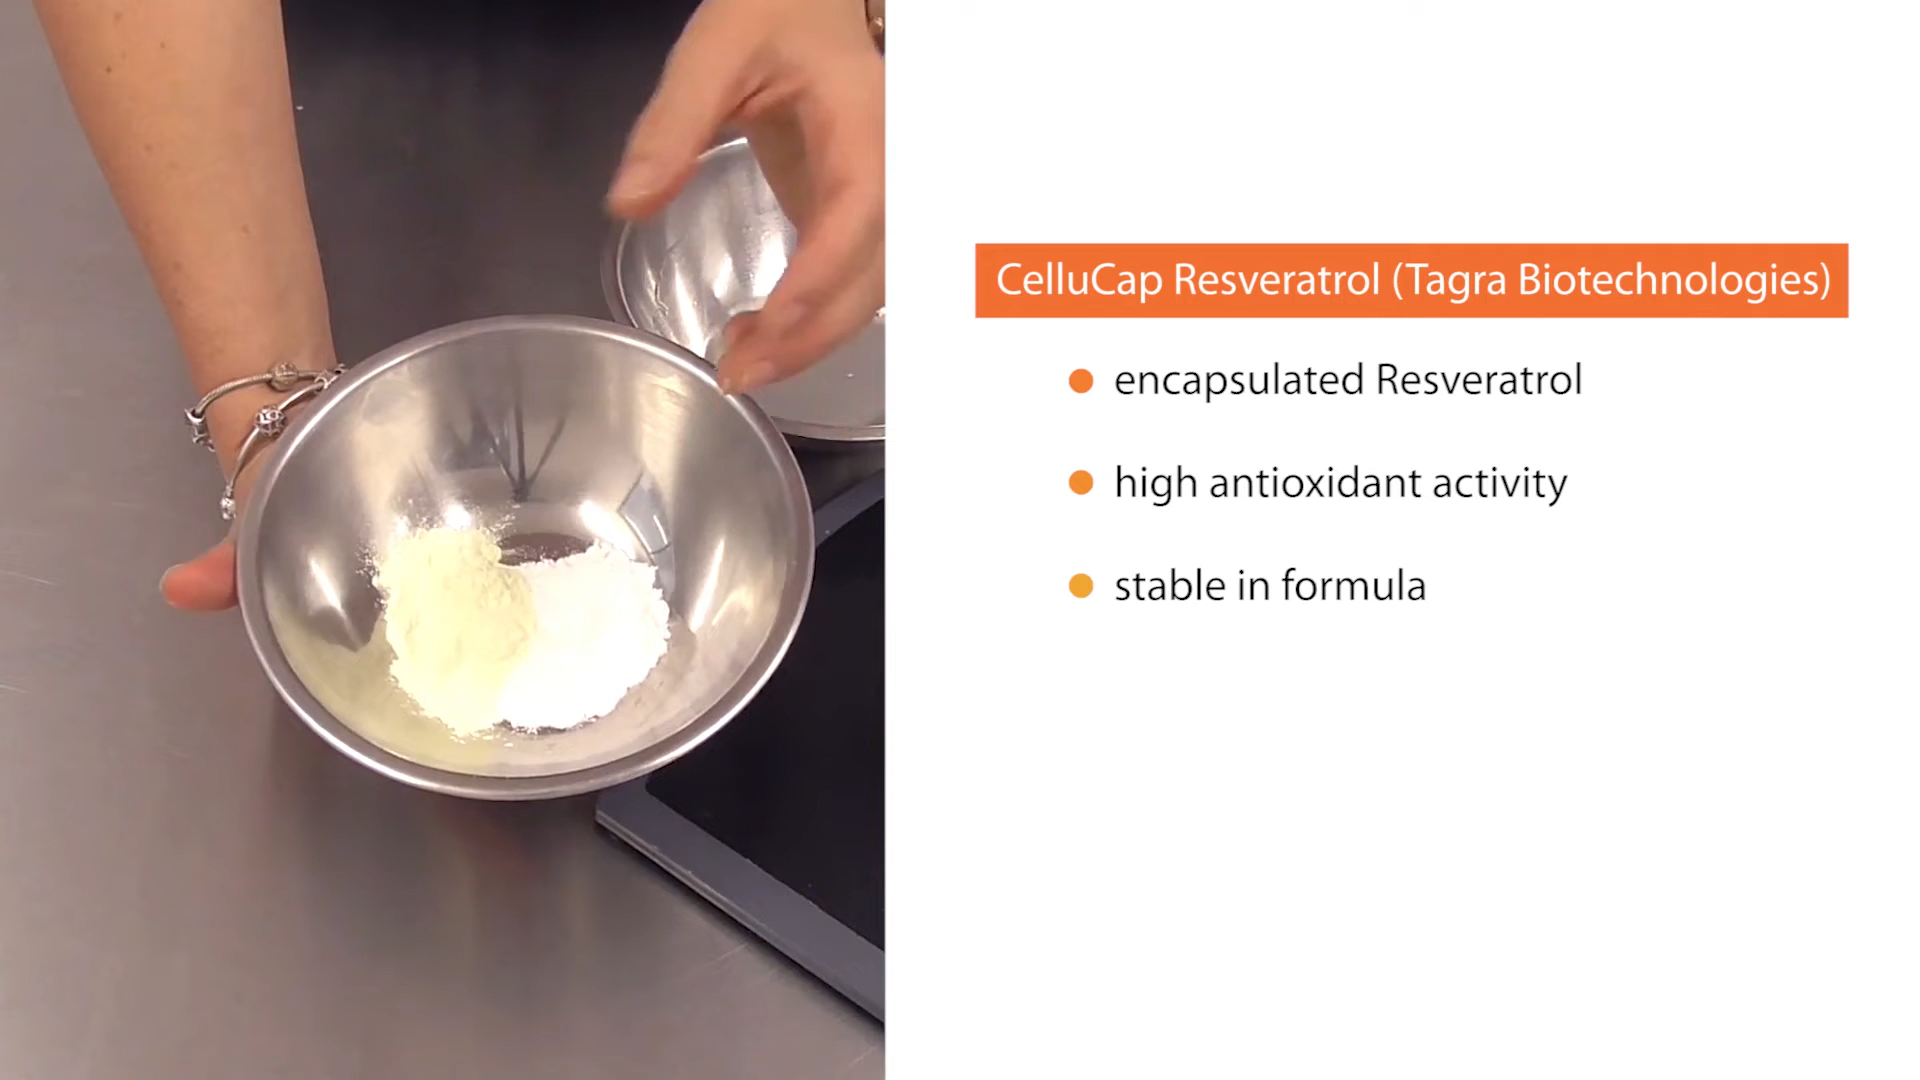 CelluCap Resveratrol (Tagra Biotechnologies)
encapsulated Resveratrol
high antioxidant activity
stable in formula